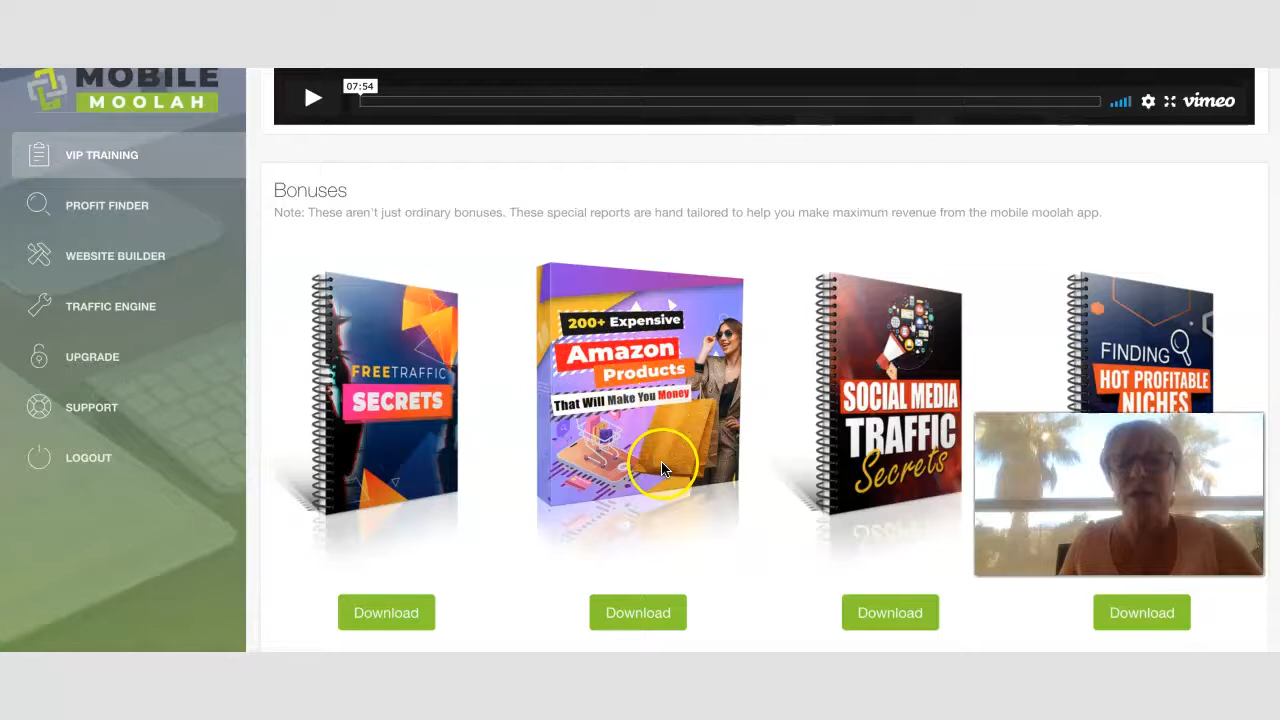 MOBILE
MOOLAH
VIP TRAINING
PROFIT FINDER
WEBSITE BUILDER
TRAFFIC ENGINE
UPGRADE
SUPPORT
LOGOUT
07:54
vimeo
Bonuses
Note: These aren't just ordinary bonuses. These special reports are hand tailored to help you make maximum revenue from the mobile moolah app.
FREETRAFFIC
SECRETS
200+ Expensive
Amazon
Products
That Will Make You Money
SOCIAL MEDIA
TRAFFIC
Secrets
FINDING
HOT PROFITABLE
NICHES
Download
Download
Download
Download